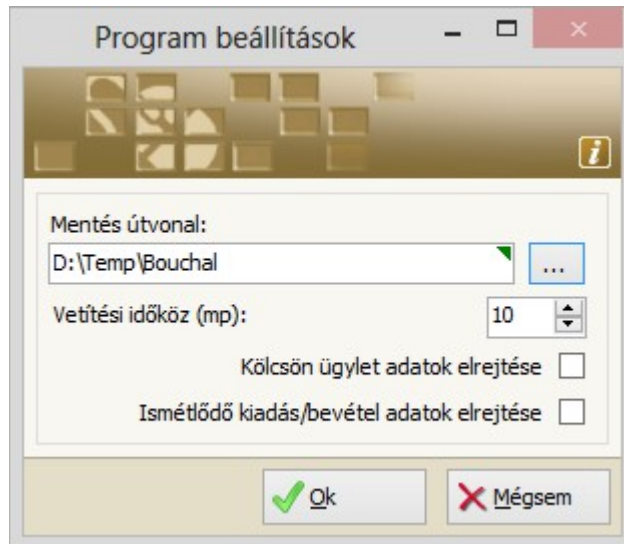 Program beállítások
Mentés útvonal:
D:\Temp\Bouchal
...
Vetítési időköz (mp):
10
Kölcsön ügylet adatok elrejtése
Ismétlődő kiadás/bevétel adatok elrejtése
Ok
Mégsem